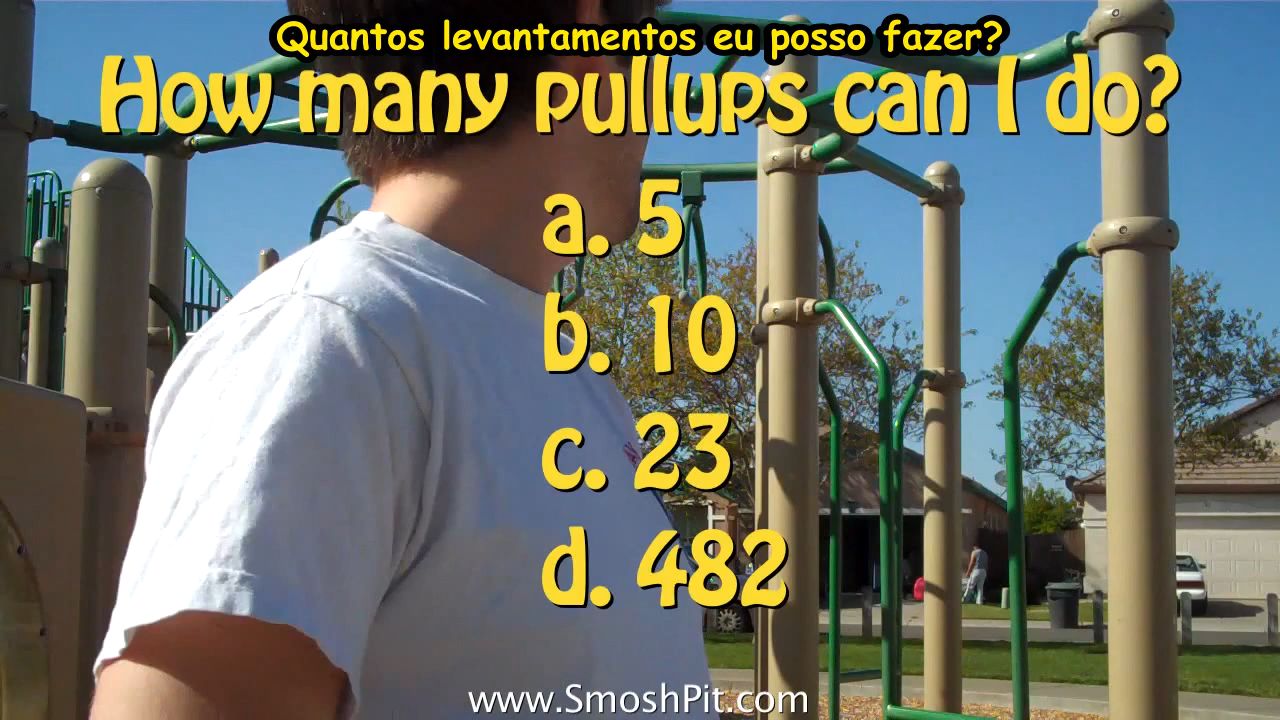 Quantos levantamentos eu posso fazer?
How many pullups can I do?
a. 5
b. 10
c. 23
d. 482
www.SmoshPit.com